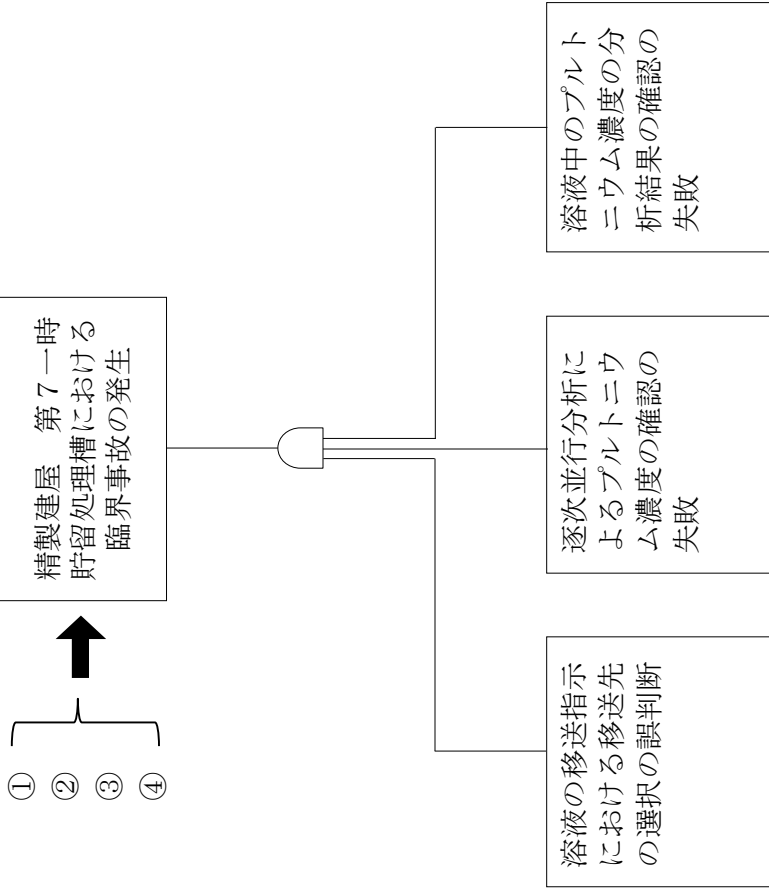 ①
②
③
④
精製建屋　第７一時
貯留処理槽における
臨界事故の発生
溶液の移送指示
における移送先
の選択の誤判断
逐次並行分析に
よるプルトニウ
ム濃度の確認の
失敗
溶液中のプルト
ニウム濃度の分
析結果の確認の
失敗